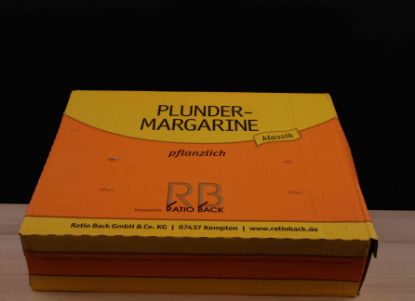 PLUNDER-
MARGARINE
klassik
pflanzlich
RB
RATIO BACK
Ratio Back GmbH & Co. KG | 87437 Kempten | www.ratioback.de